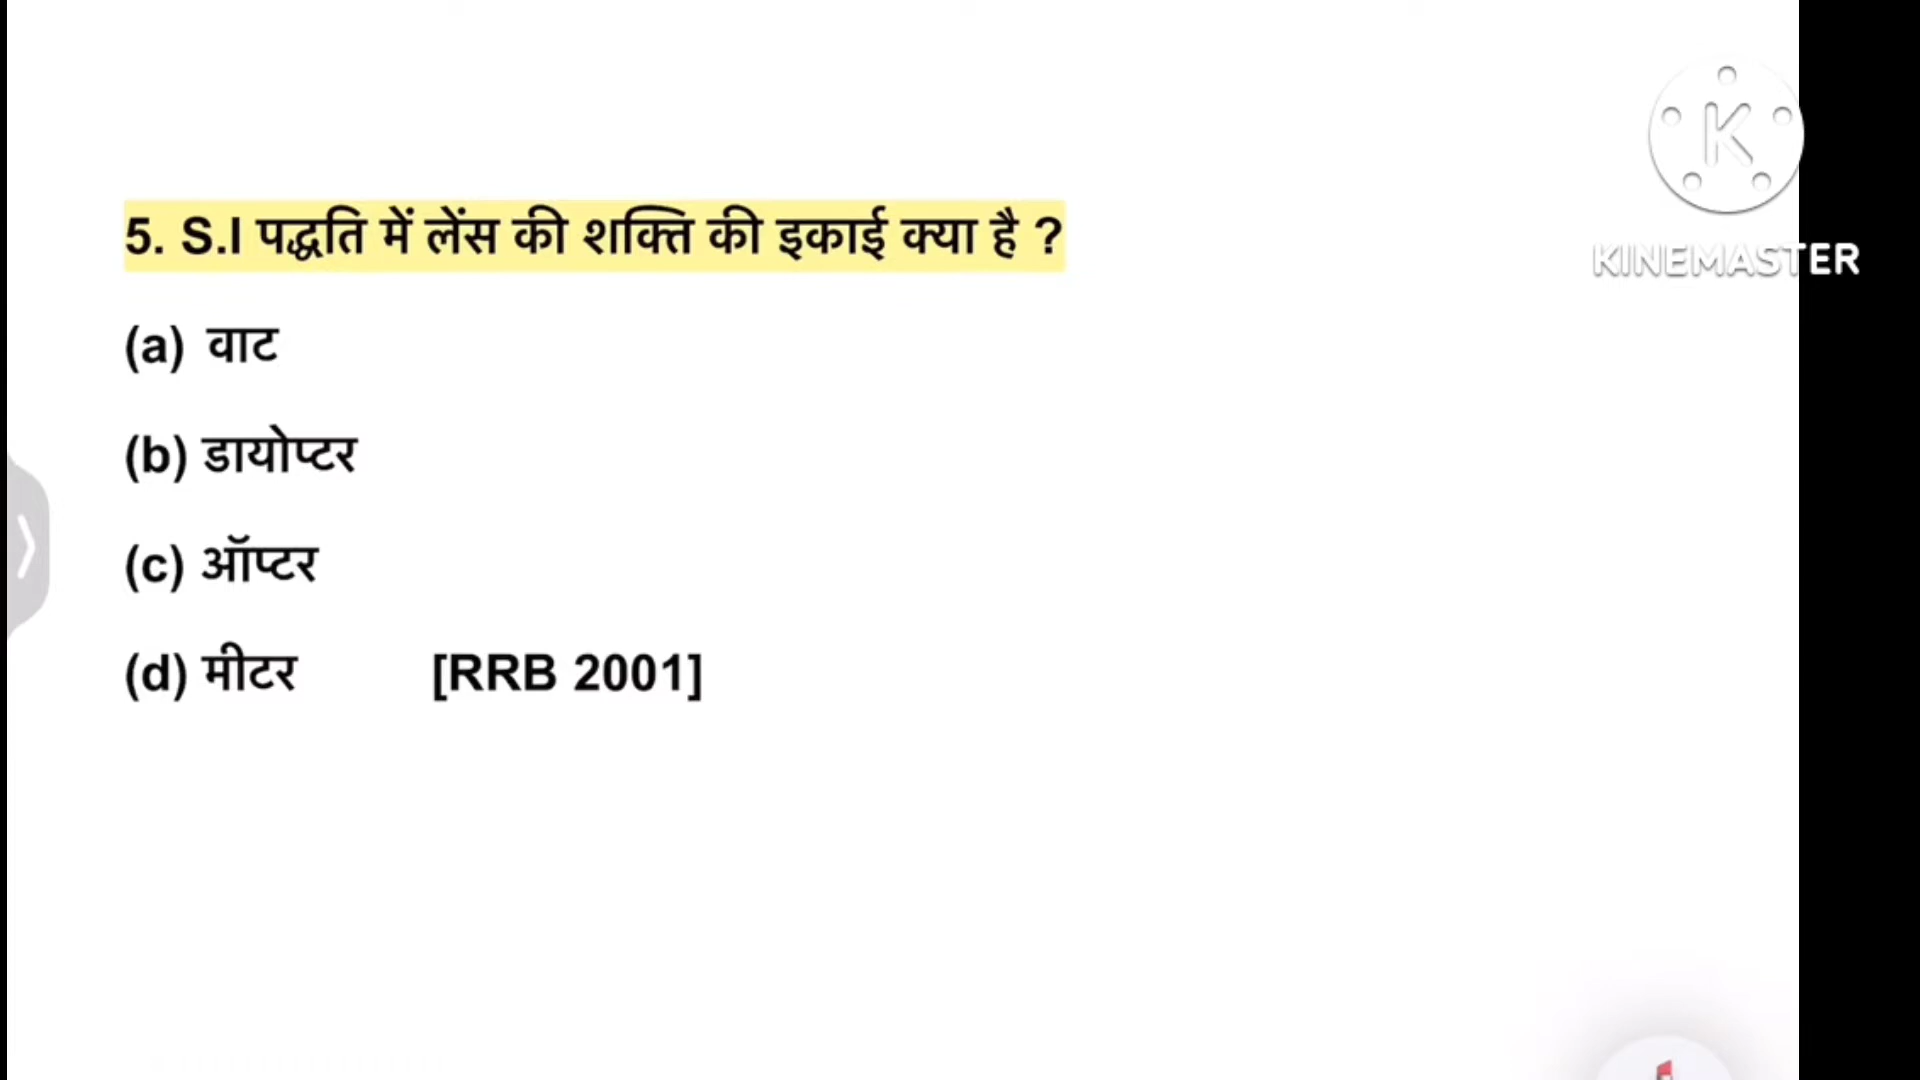 5. S.I पद्धति में लेंस की शक्ति की इकाई क्या है ?
(a) वाट
(b) डायोप्टर
(c) ऑप्टर
(d) मीटर [RRB 2001]
K
KINEMASTER